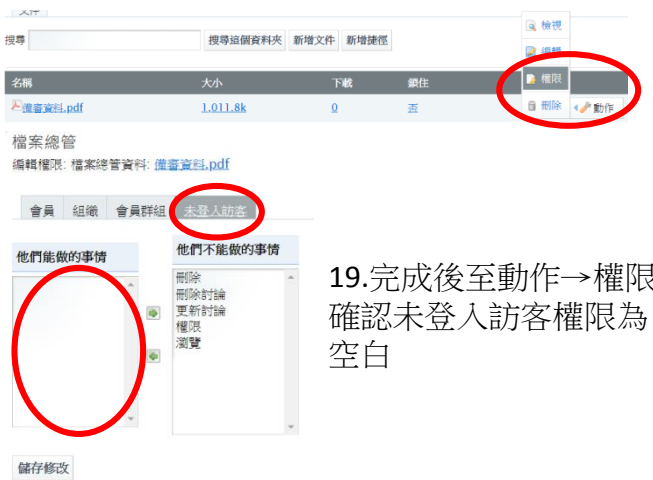 文件
檢視
搜尋 搜尋這個資料夾 新增文件 新增捷徑
編輯
名稱 大小 下載 鎖住 權限
備審資料.pdf 1,011.8k 0 否 刪除 動作
檔案總管
編輯權限: 檔案總管資料: 備審資料.pdf
會員 組織 會員群組 未登入訪客
他們能做的事情 他們不能做的事情
刪除
刪除討論
更新討論
權限
瀏覽
19.完成後至動作→權限
確認未登入訪客權限為
空白
儲存修改